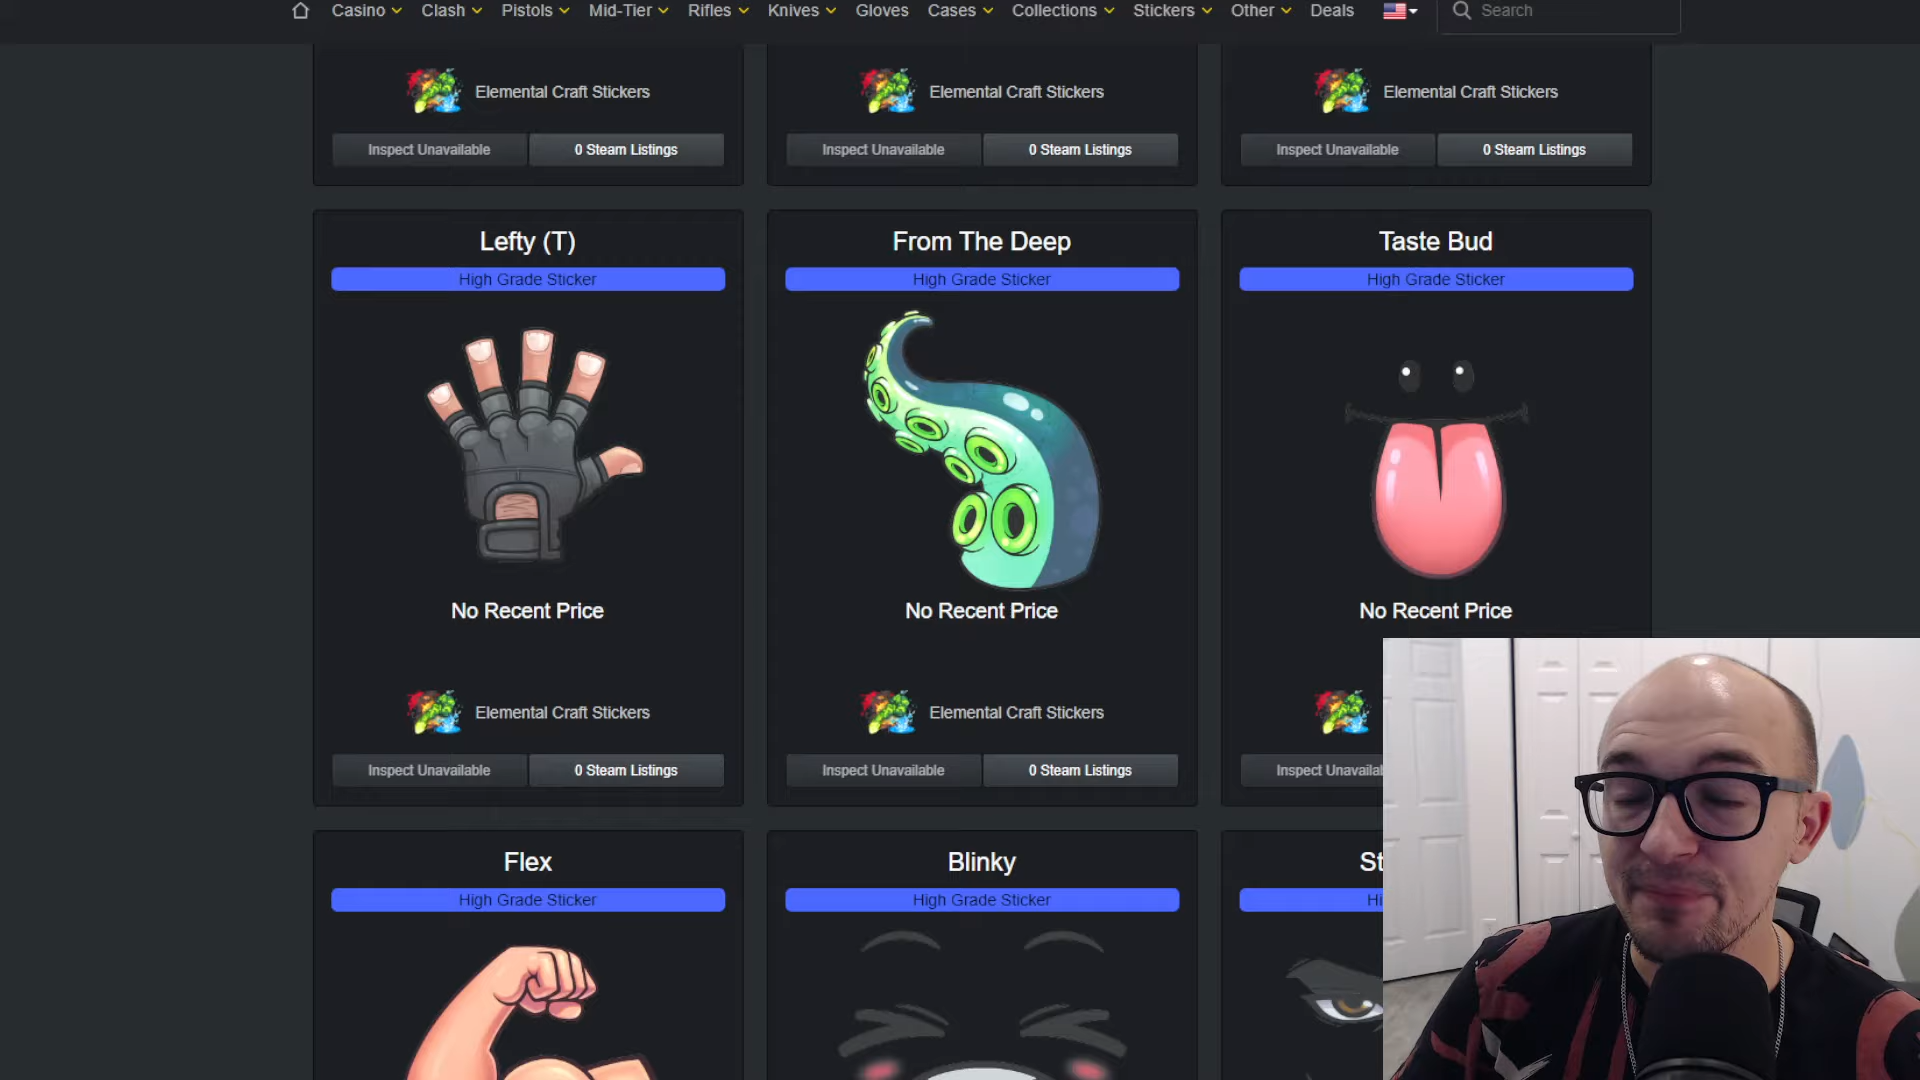 Casino Clash Pistols Mid-Tier Rifles Knives Gloves Cases Collections Stickers Other Deals Search
Elemental Craft Stickers
Elemental Craft Stickers
Elemental Craft Stickers
Inspect Unavailable 0 Steam Listings
Inspect Unavailable 0 Steam Listings
Inspect Unavailable 0 Steam Listings
Lefty (T)
High Grade Sticker
No Recent Price
Elemental Craft Stickers
Inspect Unavailable 0 Steam Listings
From The Deep
High Grade Sticker
No Recent Price
Elemental Craft Stickers
Inspect Unavailable 0 Steam Listings
Taste Bud
High Grade Sticker
No Recent Price
Inspect Unavailab
Flex
High Grade Sticker
Blinky
High Grade Sticker
St
Hi